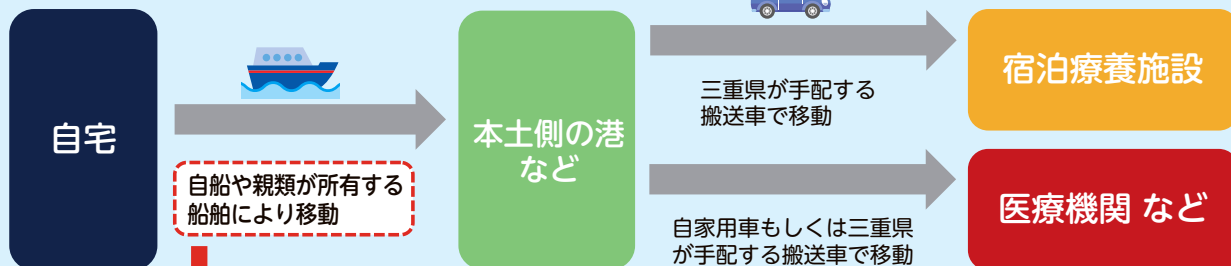 自宅
自船や親類が所有する
船舶により移動
本土側の港
など
三重県が手配する
搬送車で移動
宿泊療養施設
自家用車もしくは三重県
が手配する搬送車で移動
医療機関 など